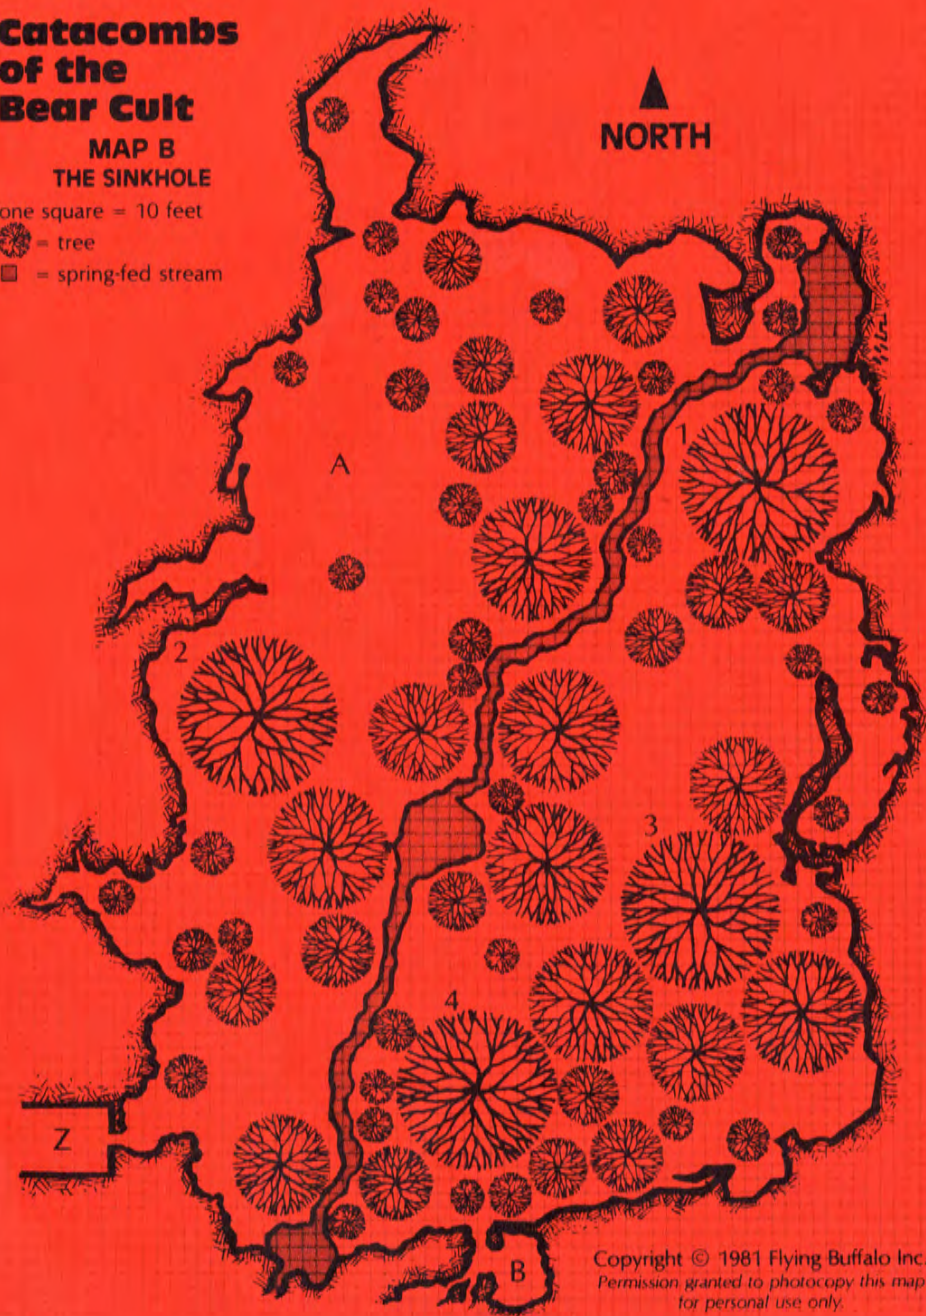 Catacombs
of the
Bear Cult
MAP B
THE SINKHOLE
one square = 10 feet
= tree
= spring-fed stream
NORTH
1
A
2
3
4
Z
B
Copyright © 1981 Flying Buffalo Inc.
Permission granted to photocopy this map
for personal use only.